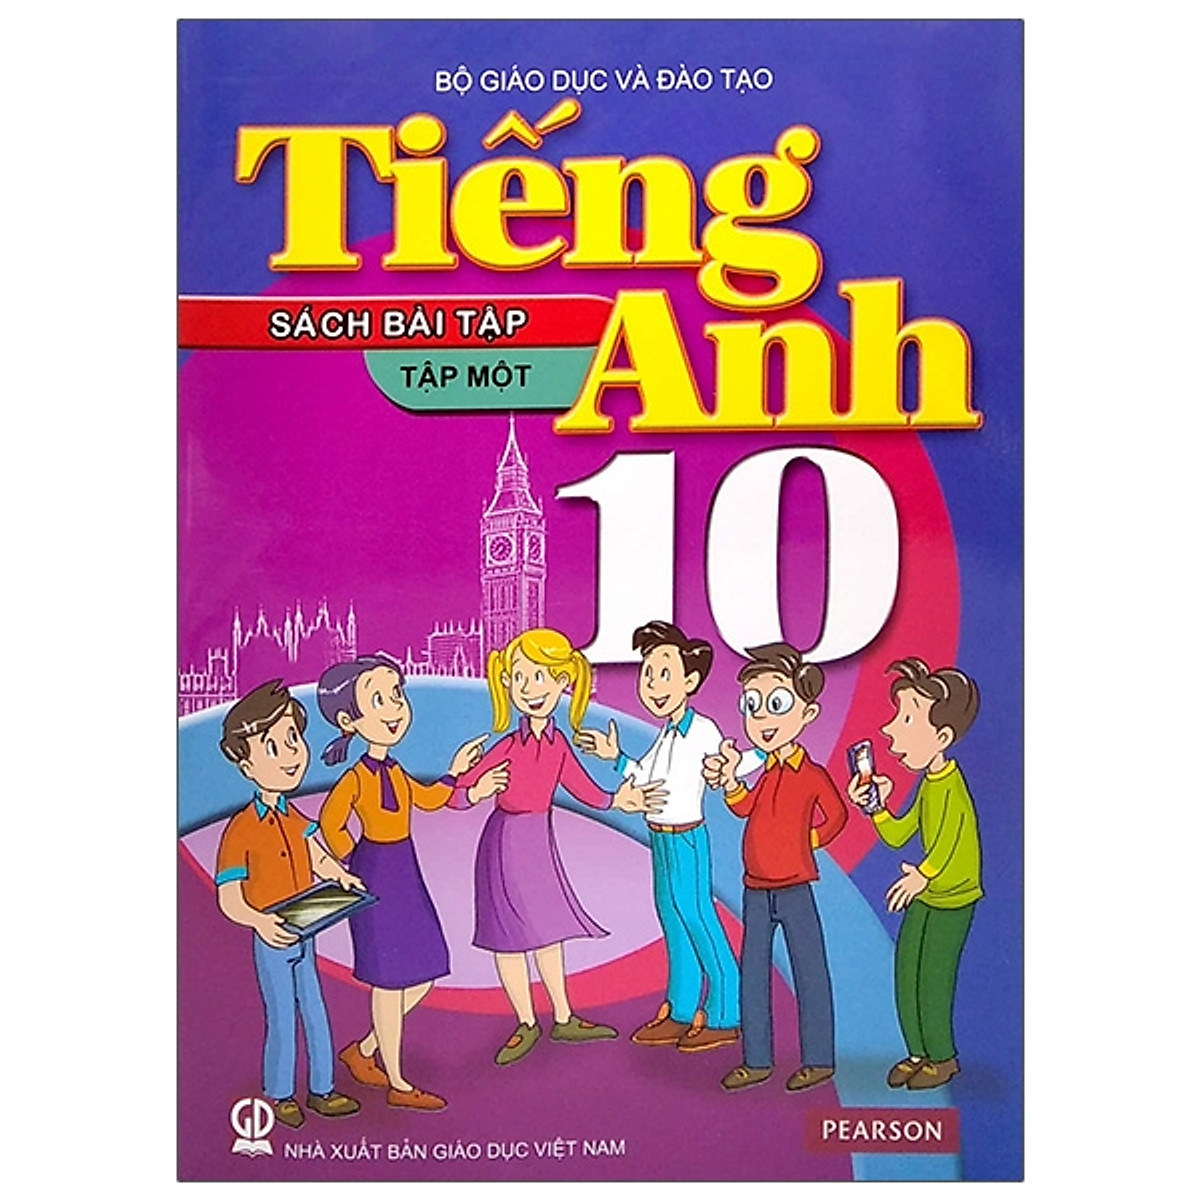 BỘ GIÁO DỤC VÀ ĐÀO TẠO
Tiếng
Anh
SÁCH BÀI TẬP
TẬP MỘT
10
GD
NHÀ XUẤT BẢN GIÁO DỤC VIỆT NAM
PEARSON